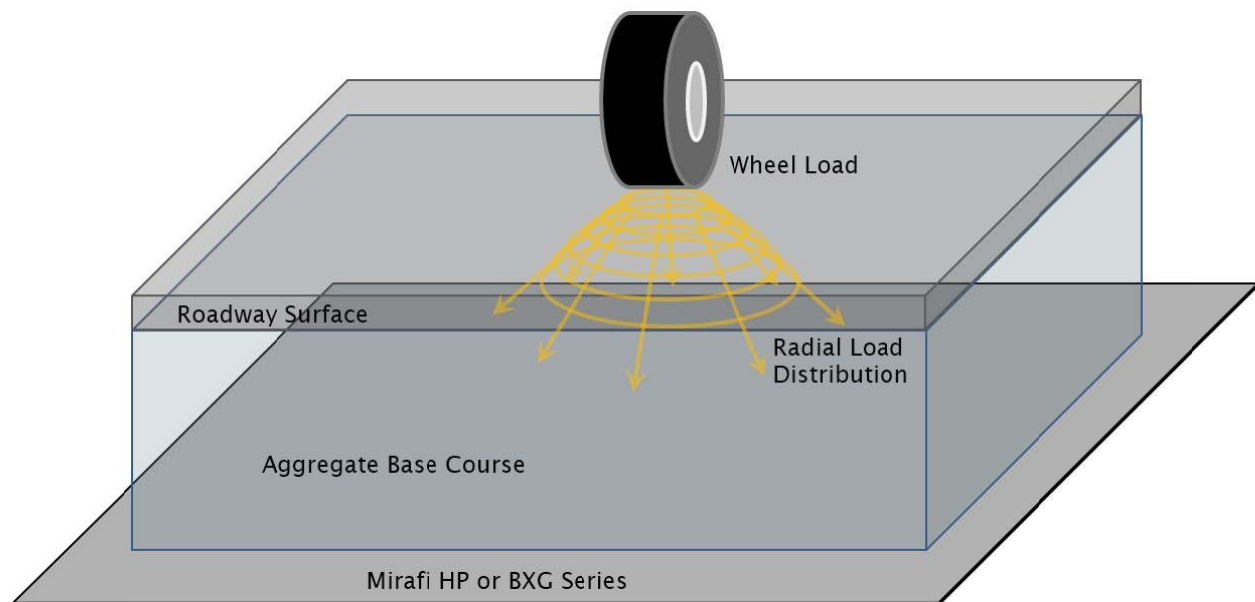 Wheel Load
Roadway Surface
Radial Load
Distribution
Aggregate Base Course
Mirafi HP or BXG Series